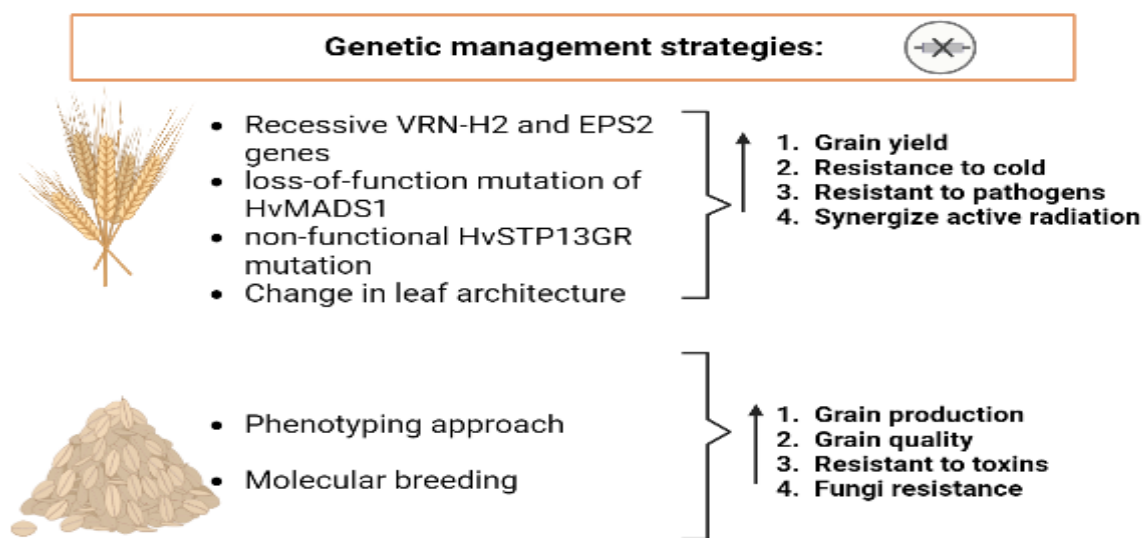 Genetic management strategies:
• Recessive VRN-H2 and EPS2
genes
• loss-of-function mutation of
HvMADS1
• non-functional HvSTP13GR
mutation
• Change in leaf architecture
1. Grain yield
2. Resistance to cold
3. Resistant to pathogens
4. Synergize active radiation
• Phenotyping approach
• Molecular breeding
1. Grain production
2. Grain quality
3. Resistant to toxins
4. Fungi resistance